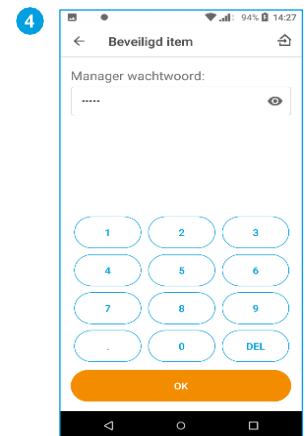 4
94% 14:27
Beveiligd item
Manager wachtwoord:
•••••
1 2 3
4 5 6
7 8 9
. 0 DEL
OK